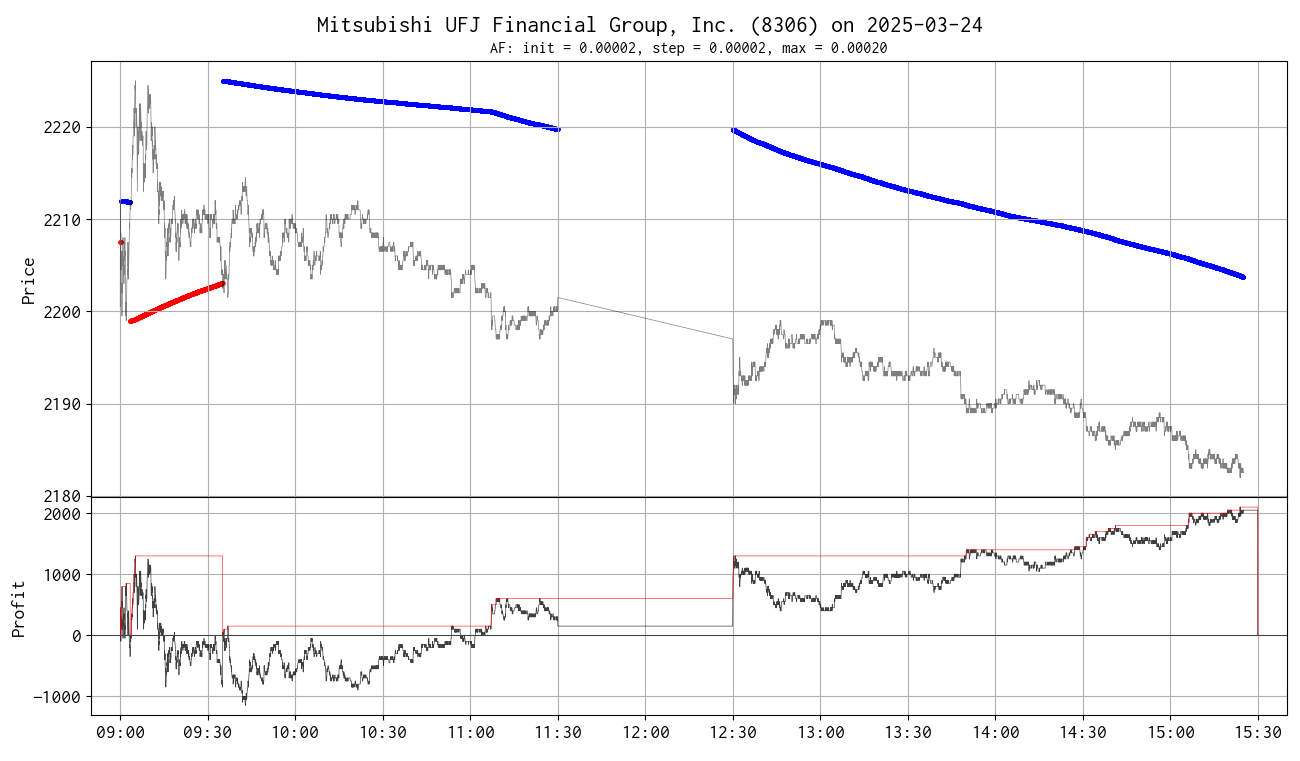 Mitsubishi UFJ Financial Group, Inc. (8306) on 2025-03-24
AF: init = 0.00002, step = 0.00002, max = 0.00020
Price
2220
2210
2200
2190
2180
Profit
2000
1000
0
−1000
09:00 09:30 10:00 10:30 11:00 11:30 12:00 12:30 13:00 13:30 14:00 14:30 15:00 15:30